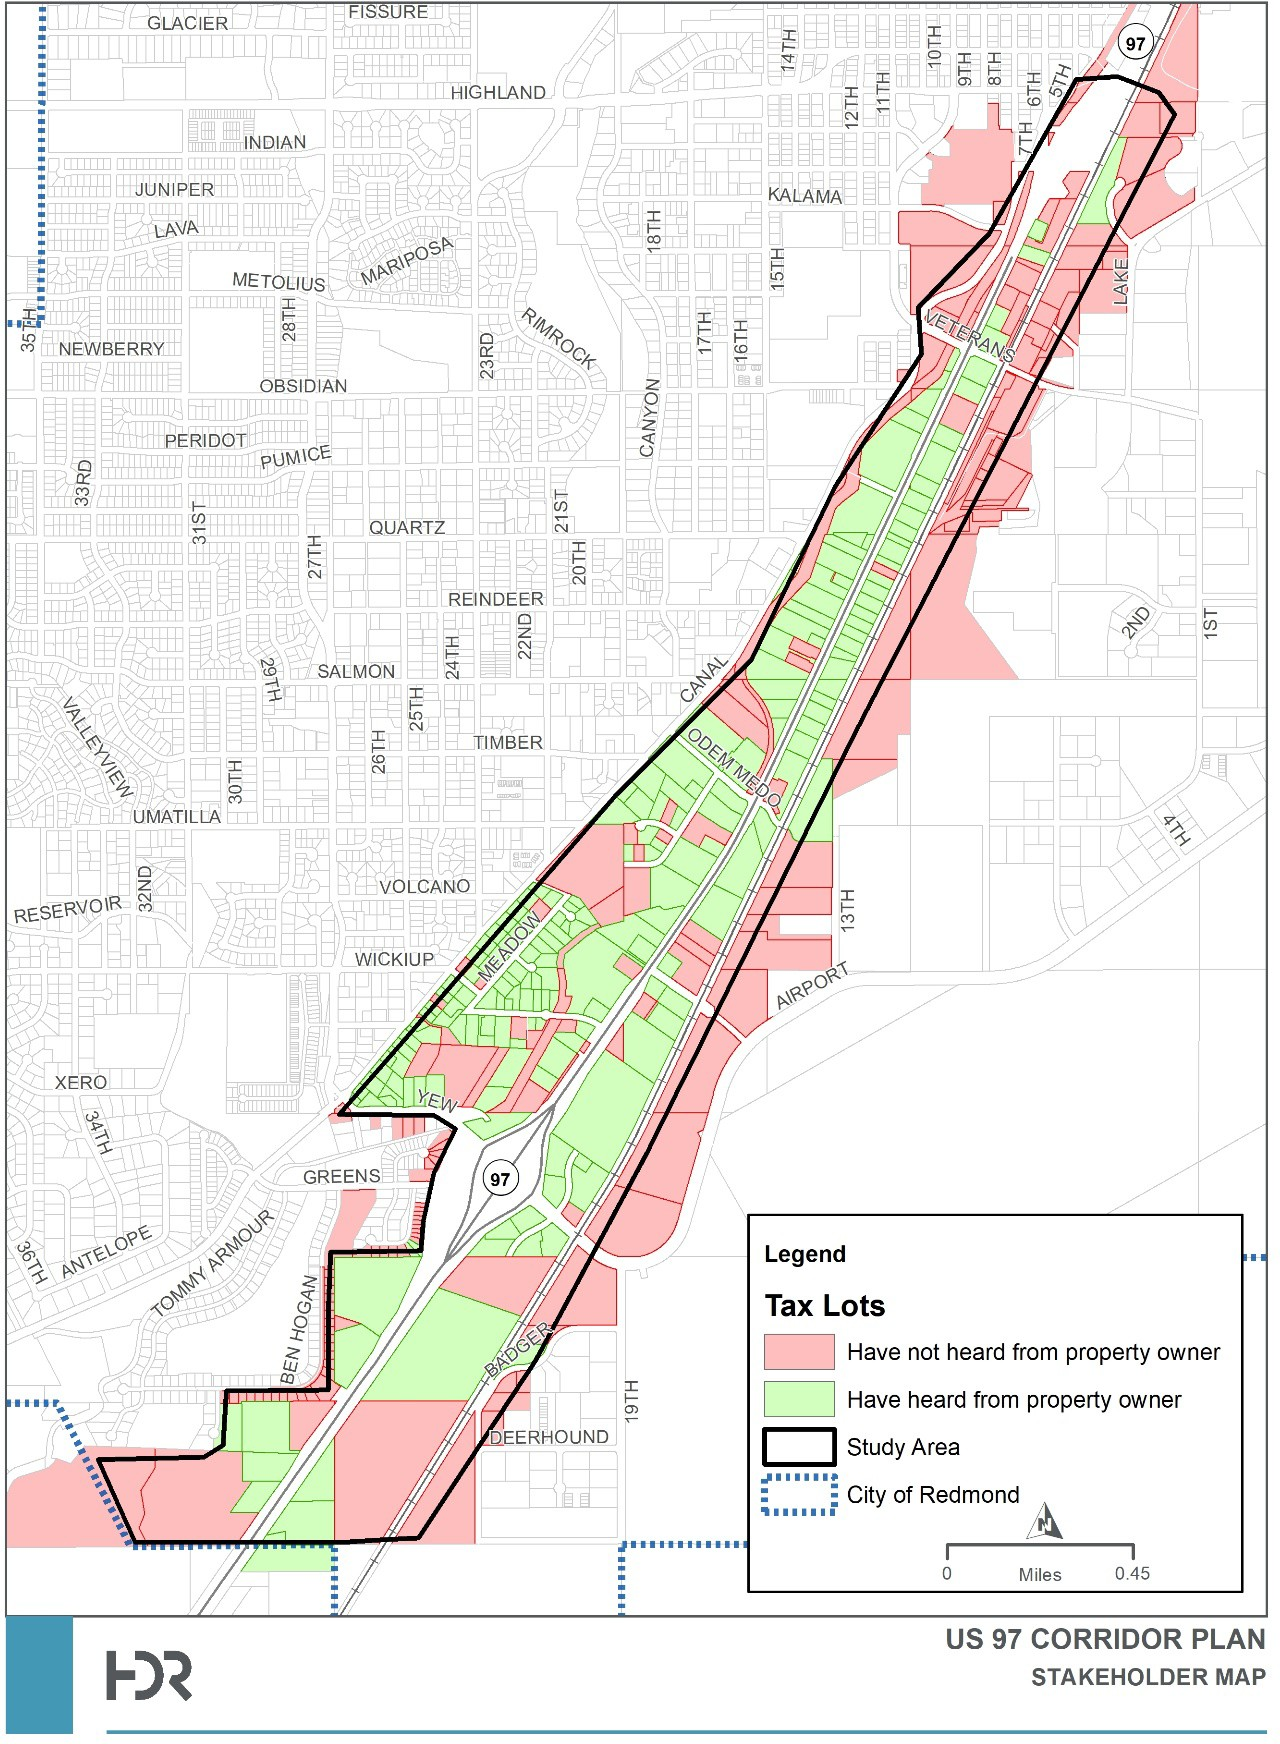 FISSURE
GLACIER
97
14TH
10TH
9TH
8TH
6TH
5TH
HIGHLAND
12TH
11TH
7TH
INDIAN
JUNIPER
KALAMA
LAVA
18TH
MARIPOSA
15TH
METOLIUS
LAKE
28TH
35TH
RIMROCK
17TH
16TH
VETERANS
NEWBERRY
23RD
OBSIDIAN
CANYON
PERIDOT
PUMICE
33RD
31ST
21ST
QUARTZ
27TH
20TH
REINDEER
2ND
1ST
22ND
24TH
SALMON
29TH
CANAL
25TH
VALLEYVIEW
26TH
TIMBER
ODEM MEDO
30TH
UMATILLA
4TH
32ND
VOLCANO
RESERVOIR
13TH
MEADOW
WICKIUP
AIRPORT
XERO
YEW
34TH
GREENS
97
36TH
ANTELOPE
TOMMY ARMOUR
BEN HOGAN
BADGER
19TH
DEERHOUND
Legend
Tax Lots
Have not heard from property owner
Have heard from property owner
Study Area
City of Redmond
N
0 Miles 0.45
US 97 CORRIDOR PLAN
STAKEHOLDER MAP
HDR